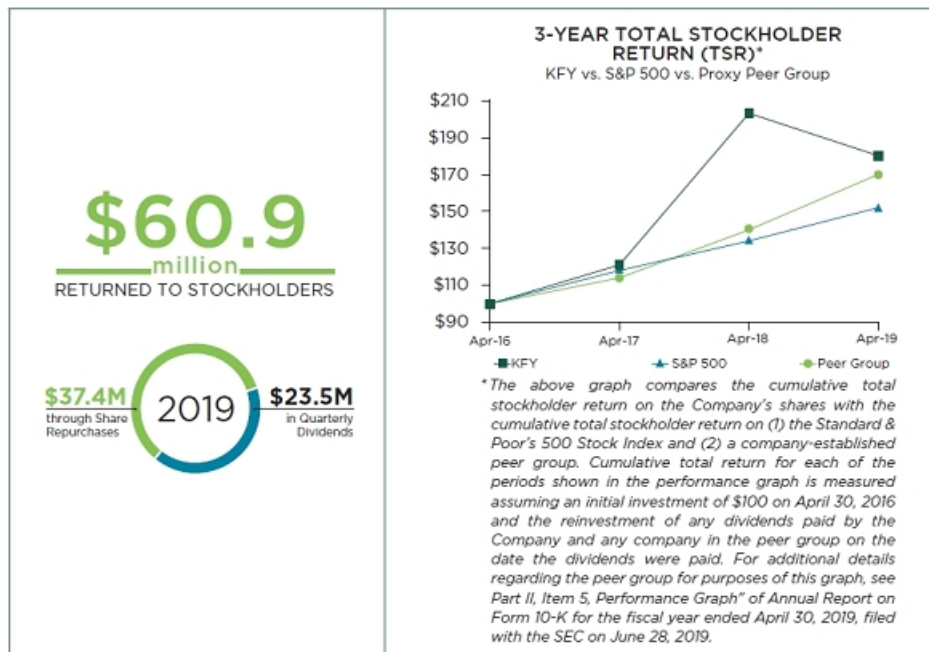 $60.9
million
RETURNED TO STOCKHOLDERS
$37.4M
through Share
Repurchases
2019
$23.5M
in Quarterly
Dividends
3-YEAR TOTAL STOCKHOLDER
RETURN (TSR)*
KFY vs. S&P 500 vs. Proxy Peer Group
$210
$190
$170
$150
$130
$110
$90
Apr-16 Apr-17 Apr-18 Apr-19
KFY S&P 500 Peer Group
*The above graph compares the cumulative total
stockholder return on the Company's shares with the
cumulative total stockholder return on (1) the Standard &
Poor's 500 Stock Index and (2) a company-established
peer group. Cumulative total return for each of the
periods shown in the performance graph is measured
assuming an initial investment of $100 on April 30, 2016
and the reinvestment of any dividends paid by the
Company and any company in the peer group on the
date the dividends were paid. For additional details
regarding the peer group for purposes of this graph, see
Part II, Item 5, Performance Graph" of Annual Report on
Form 10-K for the fiscal year ended April 30, 2019, filed
with the SEC on June 28, 2019.